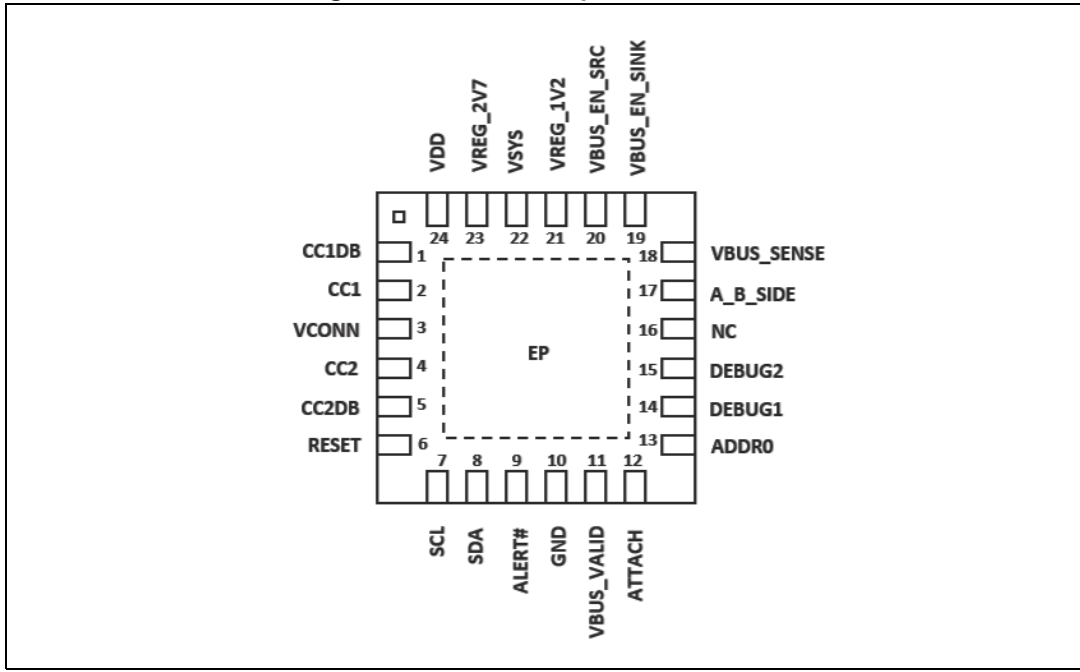 VDD
VREG_2V7
VSYS
VREG_1V2
VBUS_EN_SRC
VBUS_EN_SINK
24 23 22 21 20 19
CC1DB 1 18 VBUS_SENSE
CC1 2 17 A_B_SIDE
VCONN 3 16 NC
EP
CC2 4 15 DEBUG2
CC2DB 5 14 DEBUG1
RESET 6 13 ADDR0
7 8 9 10 11 12
SCL
SDA
ALERT#
GND
VBUS_VALID
ATTACH